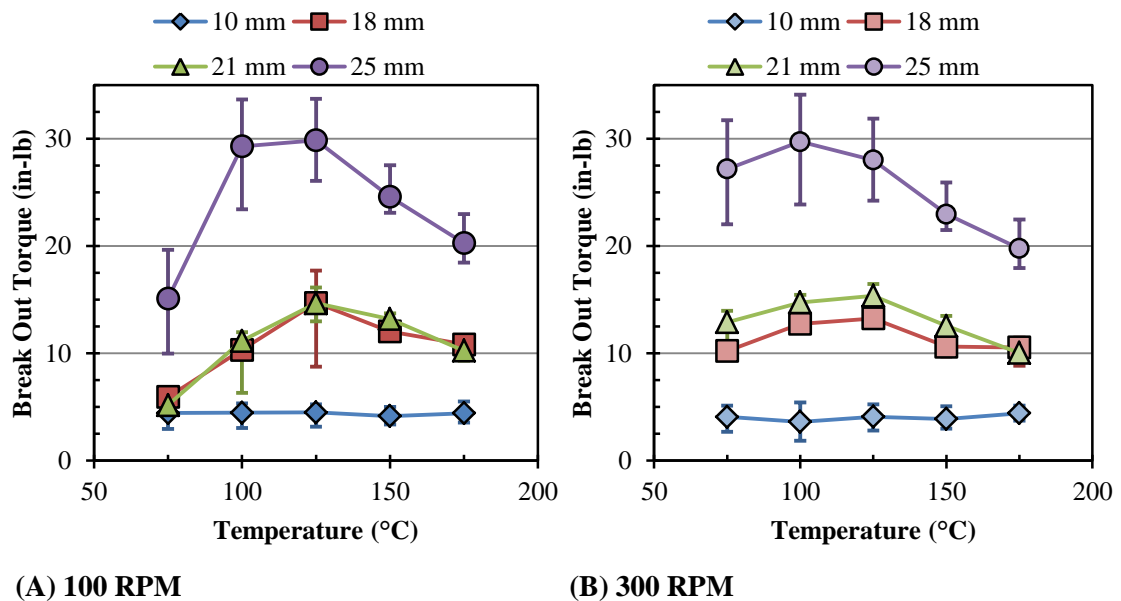 10 mm 18 mm
21 mm 25 mm
Break Out Torque (in-lb)
30
20
10
0
50 100 150 200
Temperature (°C)
(A) 100 RPM
10 mm 18 mm
21 mm 25 mm
Break Out Torque (in-lb)
30
20
10
0
50 100 150 200
Temperature (°C)
(B) 300 RPM